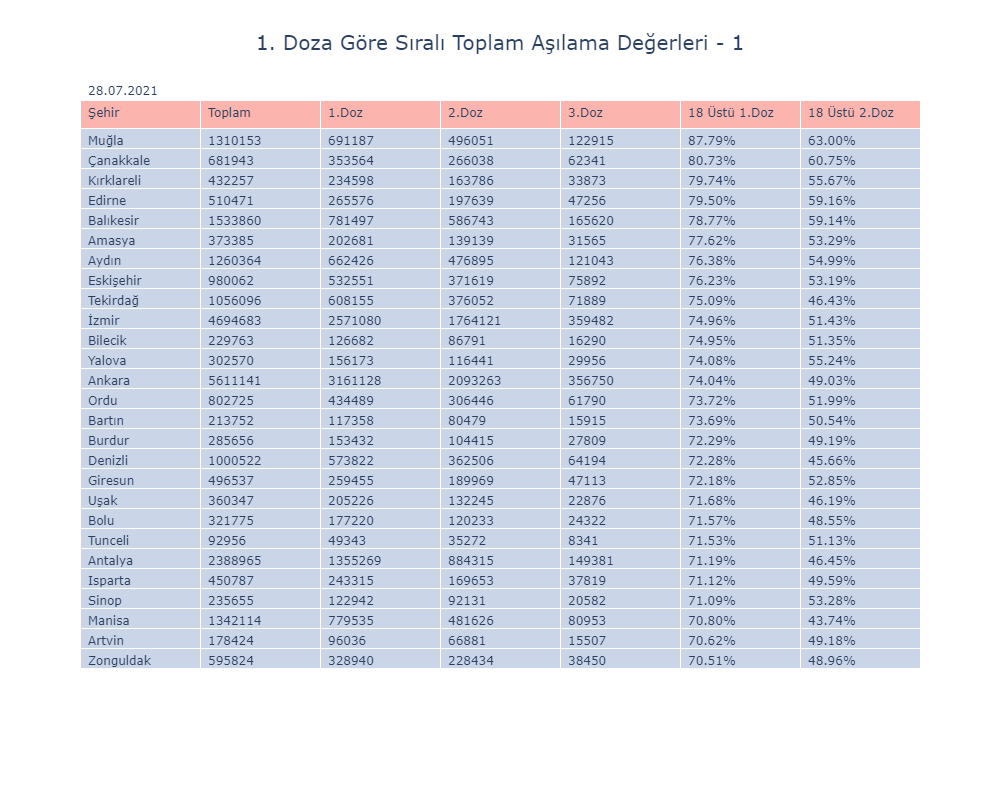 1. Doza Göre Sıralı Toplam Aşılama Değerleri - 1
28.07.2021
Şehir Toplam 1.Doz 2.Doz 3.Doz 18 Üstü 1.Doz 18 Üstü 2.Doz
Muğla 1310153 691187 496051 122915 87.79% 63.00%
Çanakkale 681943 353564 266038 62341 80.73% 60.75%
Kırklareli 432257 234598 163786 33873 79.74% 55.67%
Edirne 510471 265576 197639 47256 79.50% 59.16%
Balıkesir 1533860 781497 586743 165620 78.77% 59.14%
Amasya 373385 202681 139139 31565 77.62% 53.29%
Aydın 1260364 662426 476895 121043 76.38% 54.99%
Eskişehir 980062 532551 371619 75892 76.23% 53.19%
Tekirdağ 1056096 608155 376052 71889 75.09% 46.43%
İzmir 4694683 2571080 1764121 359482 74.96% 51.43%
Bilecik 229763 126682 86791 16290 74.95% 51.35%
Yalova 302570 156173 116441 29956 74.08% 55.24%
Ankara 5611141 3161128 2093263 356750 74.04% 49.03%
Ordu 802725 434489 306446 61790 73.72% 51.99%
Bartın 213752 117358 80479 15915 73.69% 50.54%
Burdur 285656 153432 104415 27809 72.29% 49.19%
Denizli 1000522 573822 362506 64194 72.28% 45.66%
Giresun 496537 259455 189969 47113 72.18% 52.85%
Uşak 360347 205226 132245 22876 71.68% 46.19%
Bolu 321775 177220 120233 24322 71.57% 48.55%
Tunceli 92956 49343 35272 8341 71.53% 51.13%
Antalya 2388965 1355269 884315 149381 71.19% 46.45%
Isparta 450787 243315 169653 37819 71.12% 49.59%
Sinop 235655 122942 92131 20582 71.09% 53.28%
Manisa 1342114 779535 481626 80953 70.80% 43.74%
Artvin 178424 96036 66881 15507 70.62% 49.18%
Zonguldak 595824 328940 228434 38450 70.51% 48.96%